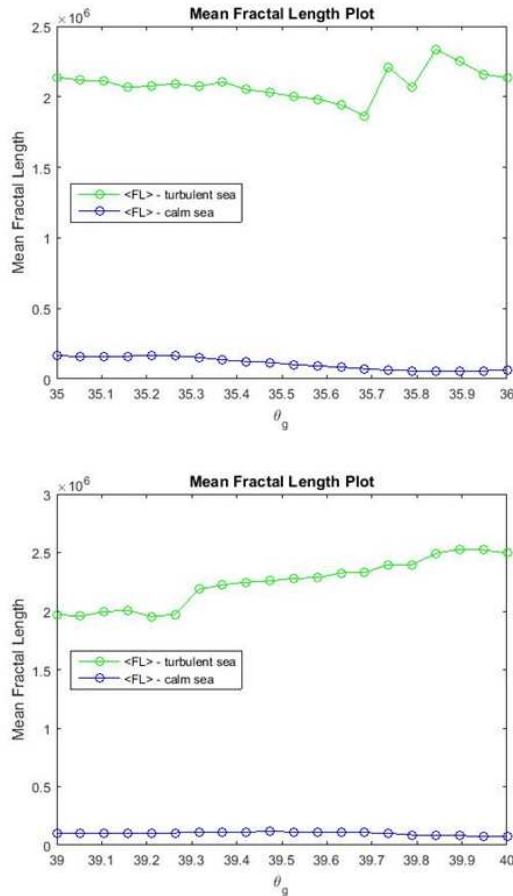 Mean Fractal Length Plot
×10^6
2.5
2
1.5
1
0.5
0
Mean Fractal Length
<FL> - turbulent sea
<FL> - calm sea
35 35.1 35.2 35.3 35.4 35.5 35.6 35.7 35.8 35.9 36
θ_g
Mean Fractal Length Plot
×10^6
3
2.5
2
1.5
1
0.5
0
Mean Fractal Length
<FL> - turbulent sea
<FL> - calm sea
39 39.1 39.2 39.3 39.4 39.5 39.6 39.7 39.8 39.9 40
θ_g